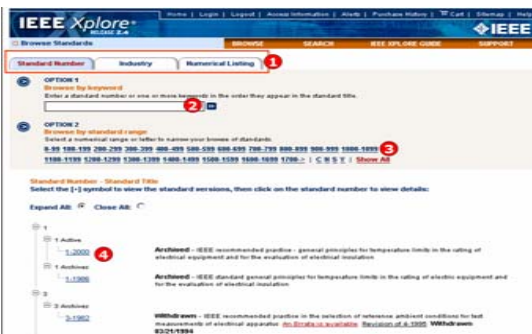 Home | Login | Logout | Access Information | Alerts | Purchase History | Cart | Sitemap | Help
IEEE Xplore
RELEASE 2.4
IEEE
Browse Standards
BROWSE SEARCH IEEE XPLORE GUIDE SUPPORT
Standard Number Industry Numerical Listing 1
OPTION 1
Browse by keyword
Enter a standard number or one or more keywords in the order they appear in the standard title.
2
OPTION 2
Browse by standard range
Select a numerical range or letter to narrow your browse of standards.
3
0-99 100-199 200-299 300-399 400-499 500-599 600-699 700-799 800-899 900-999 1000-1099
1100-1199 1200-1299 1300-1399 1400-1499 1500-1599 1600-1699 1700-> | C N S Y | Show All
Standard Number - Standard Title
Select the [+] symbol to view the standard versions, then click on the standard number to view details:
Expand All: Close All:
1
1 Active
1-2000 4 Archived - IEEE recommended practice - general principles for temperature limits in the rating of
electrical equipment and for the evaluation of electrical insulation
1 Archives
1-1986 Archived - IEEE standard general principles for temperature limits in the rating of electric equipment and
for the evaluation of electrical insulation
3
3 Archives
3-1982 Withdrawn - IEEE recommended practice in the selection of reference ambient conditions for test
measurements of electrical apparatus An Errata is available Revision of 4-1995 Withdrawn
03/21/1994